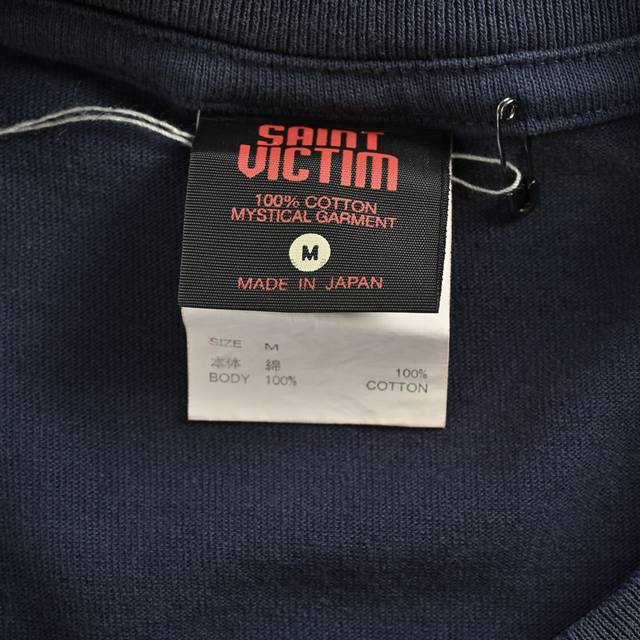 SAINT
VICTIM
100% COTTON
MYSTICAL GARMENT
M
MADE IN JAPAN
SIZE M
本体 綿
BODY 100%
100%
COTTON